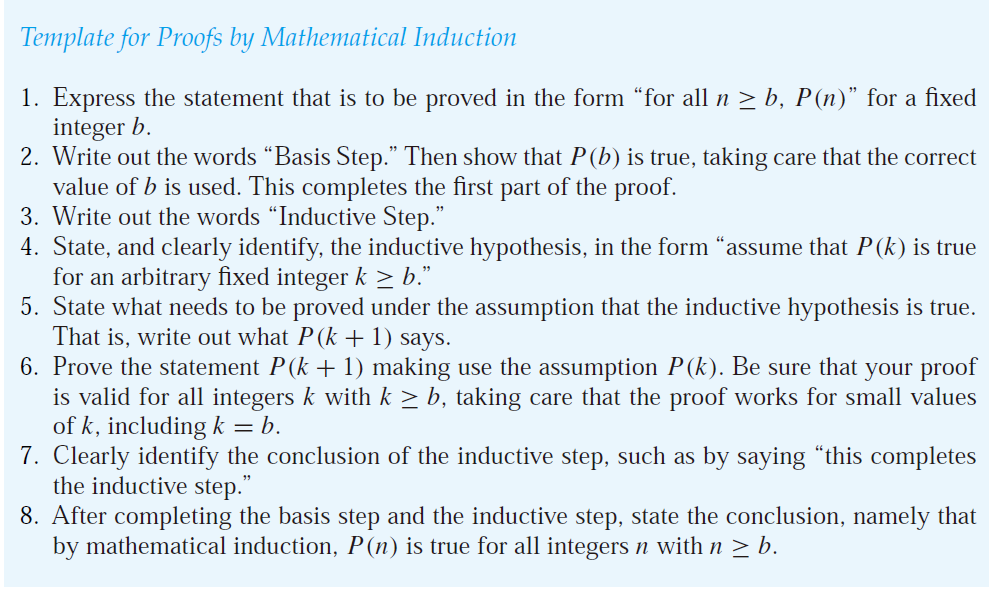 Template for Proofs by Mathematical Induction
1. Express the statement that is to be proved in the form “for all n ≥ b, P(n)” for a fixed
integer b.
2. Write out the words “Basis Step.” Then show that P(b) is true, taking care that the correct
value of b is used. This completes the first part of the proof.
3. Write out the words “Inductive Step.”
4. State, and clearly identify, the inductive hypothesis, in the form “assume that P(k) is true
for an arbitrary fixed integer k ≥ b.”
5. State what needs to be proved under the assumption that the inductive hypothesis is true.
That is, write out what P(k + 1) says.
6. Prove the statement P(k + 1) making use the assumption P(k). Be sure that your proof
is valid for all integers k with k ≥ b, taking care that the proof works for small values
of k, including k = b.
7. Clearly identify the conclusion of the inductive step, such as by saying “this completes
the inductive step.”
8. After completing the basis step and the inductive step, state the conclusion, namely that
by mathematical induction, P(n) is true for all integers n with n ≥ b.